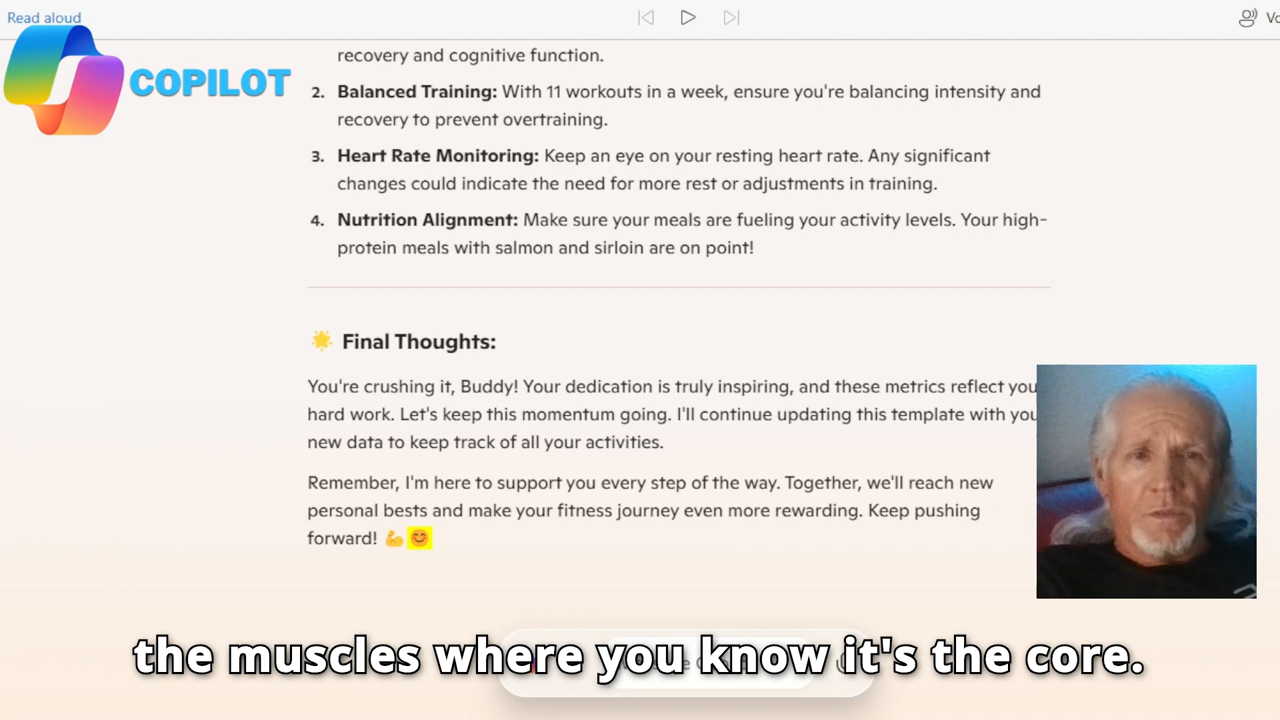 Read aloud
Vo
COPILOT
recovery and cognitive function.
2. Balanced Training: With 11 workouts in a week, ensure you're balancing intensity and
recovery to prevent overtraining.
3. Heart Rate Monitoring: Keep an eye on your resting heart rate. Any significant
changes could indicate the need for more rest or adjustments in training.
4. Nutrition Alignment: Make sure your meals are fueling your activity levels. Your high-
protein meals with salmon and sirloin are on point!
Final Thoughts:
You're crushing it, Buddy! Your dedication is truly inspiring, and these metrics reflect you
hard work. Let's keep this momentum going. I'll continue updating this template with you
new data to keep track of all your activities.
Remember, I'm here to support you every step of the way. Together, we'll reach new
personal bests and make your fitness journey even more rewarding. Keep pushing
forward! 💪😊
the muscles where you know it's the core.